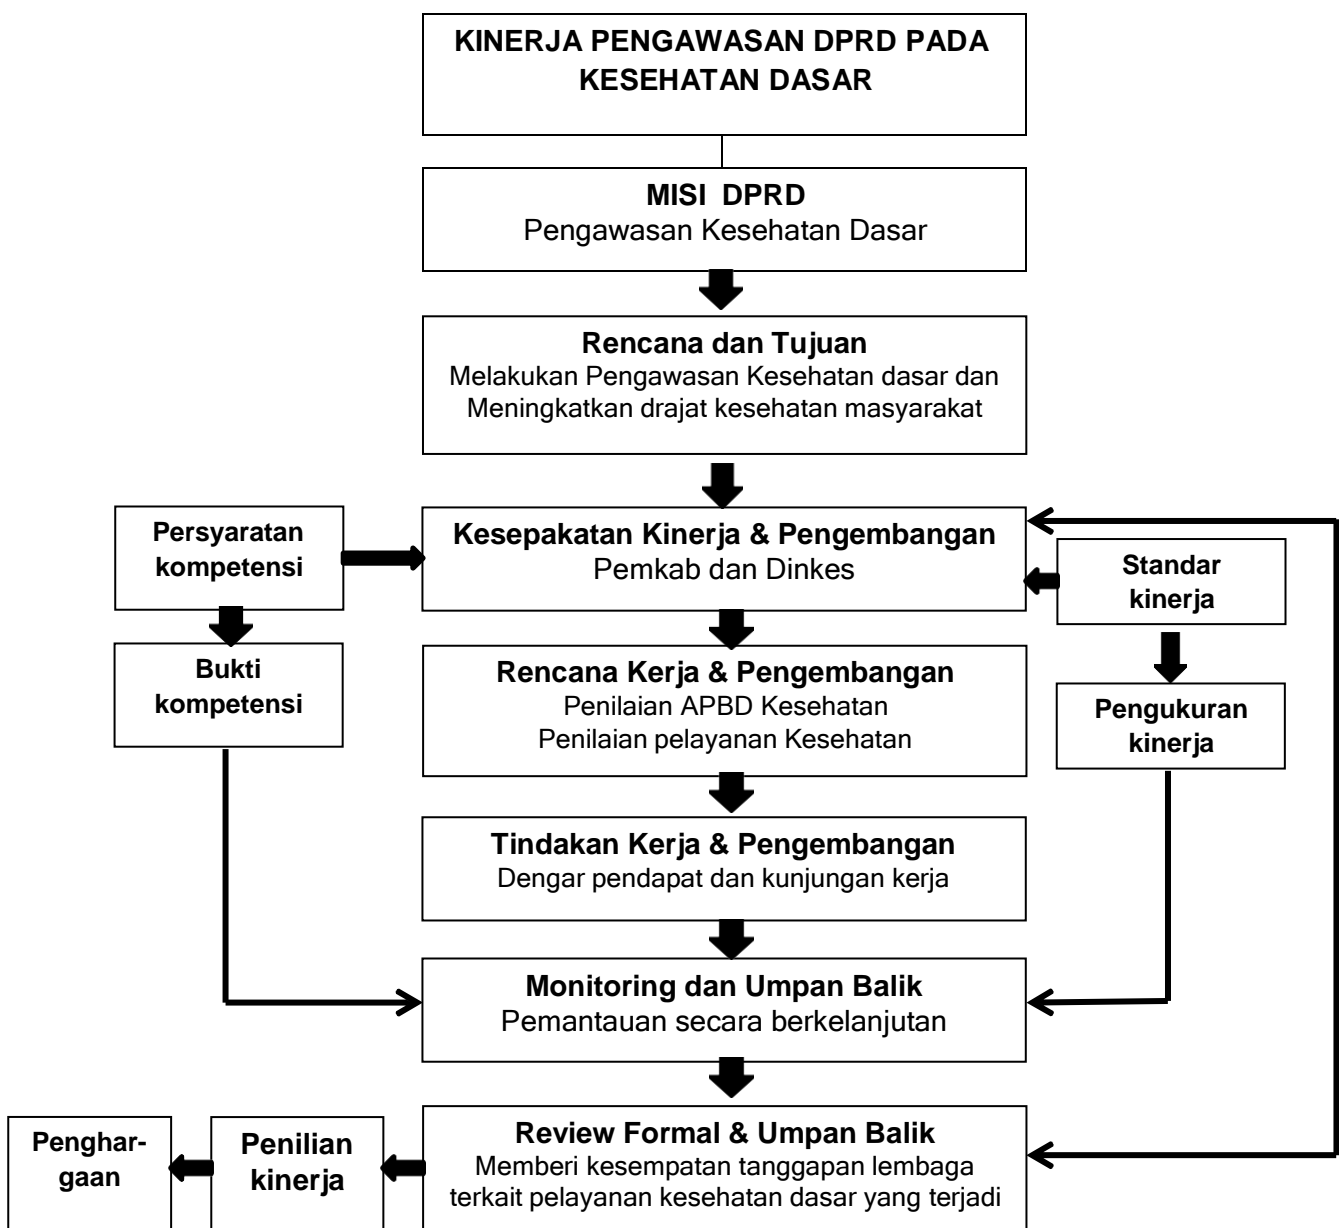 KINERJA PENGAWASAN DPRD PADA
KESEHATAN DASAR
MISI DPRD
Pengawasan Kesehatan Dasar
Rencana dan Tujuan
Melakukan Pengawasan Kesehatan dasar dan
Meningkatkan drajat kesehatan masyarakat
Persyaratan
kompetensi
Kesepakatan Kinerja & Pengembangan
Pemkab dan Dinkes
Standar
kinerja
Bukti
kompetensi
Rencana Kerja & Pengembangan
Penilaian APBD Kesehatan
Penilaian pelayanan Kesehatan
Pengukuran
kinerja
Tindakan Kerja & Pengembangan
Dengar pendapat dan kunjungan kerja
Monitoring dan Umpan Balik
Pemantauan secara berkelanjutan
Review Formal & Umpan Balik
Memberi kesempatan tanggapan lembaga
terkait pelayanan kesehatan dasar yang terjadi
Penilian
kinerja
Penghar-
gaan